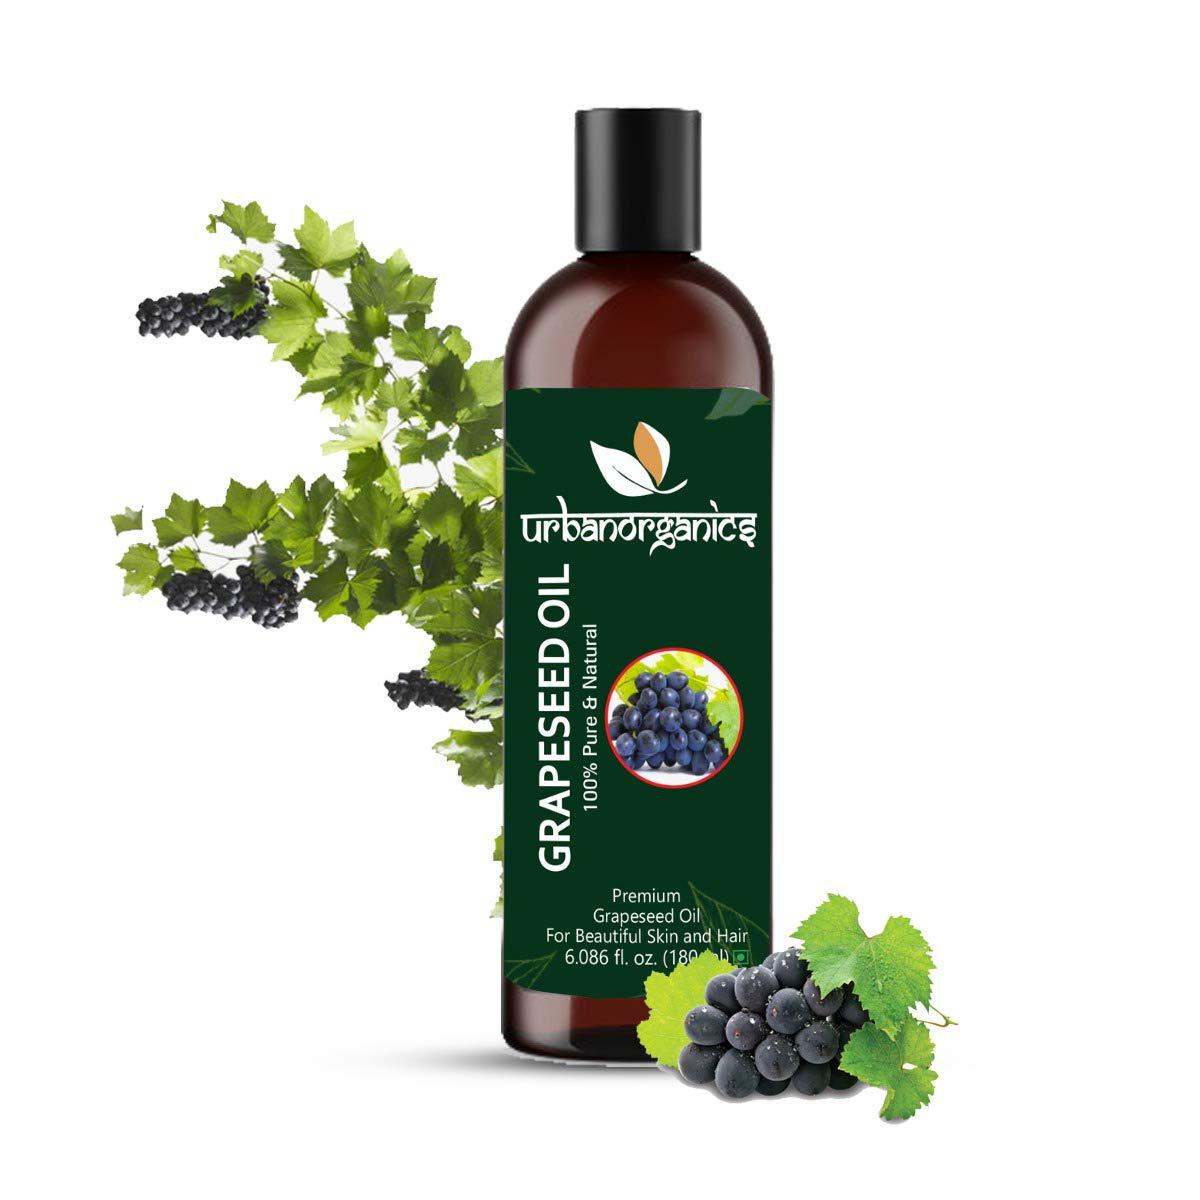 urbanorganics
GRAPESEED OIL
100% Pure & Natural
Premium
Grapeseed Oil
For Beautiful Skin and Hair
6.086 fl. oz.